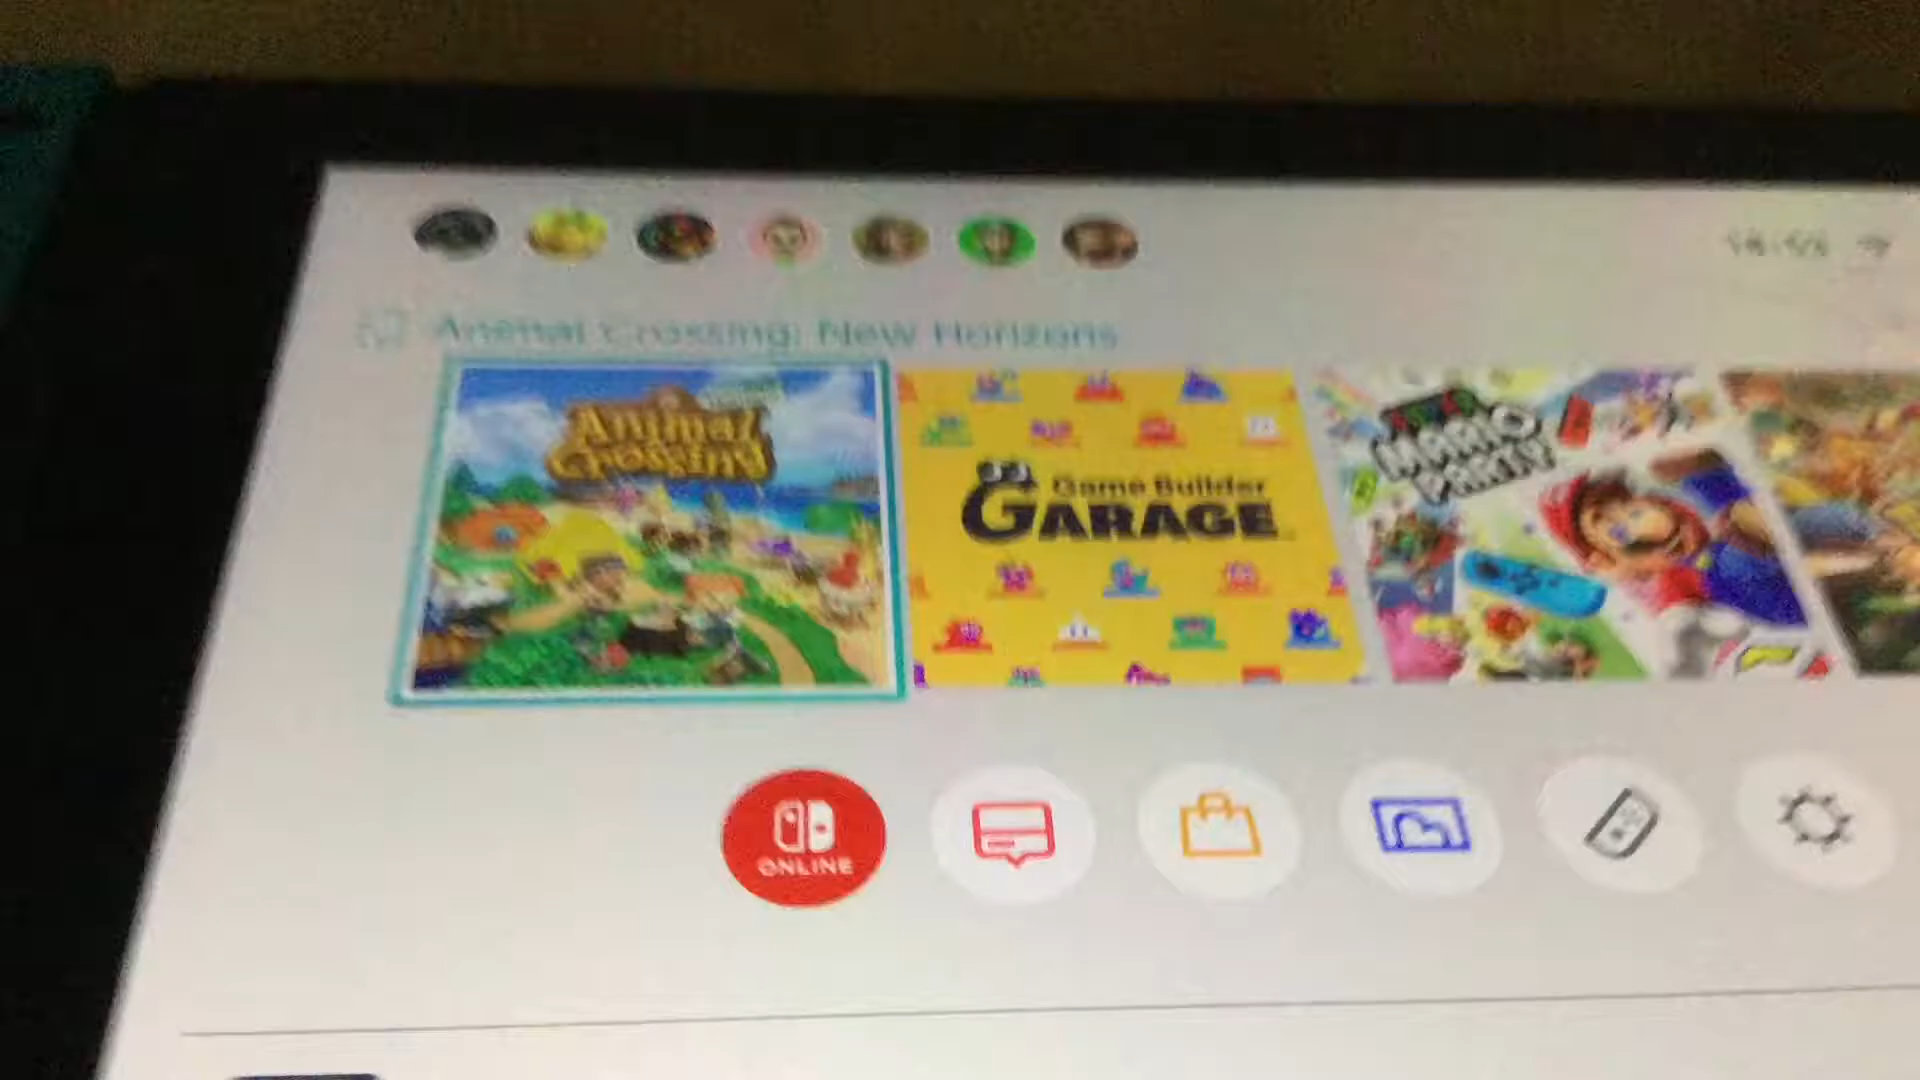 Animal Crossing: New Horizons
Animal
Crossing
Game Builder
GARAGE
MARIO
PARTY
ONLINE